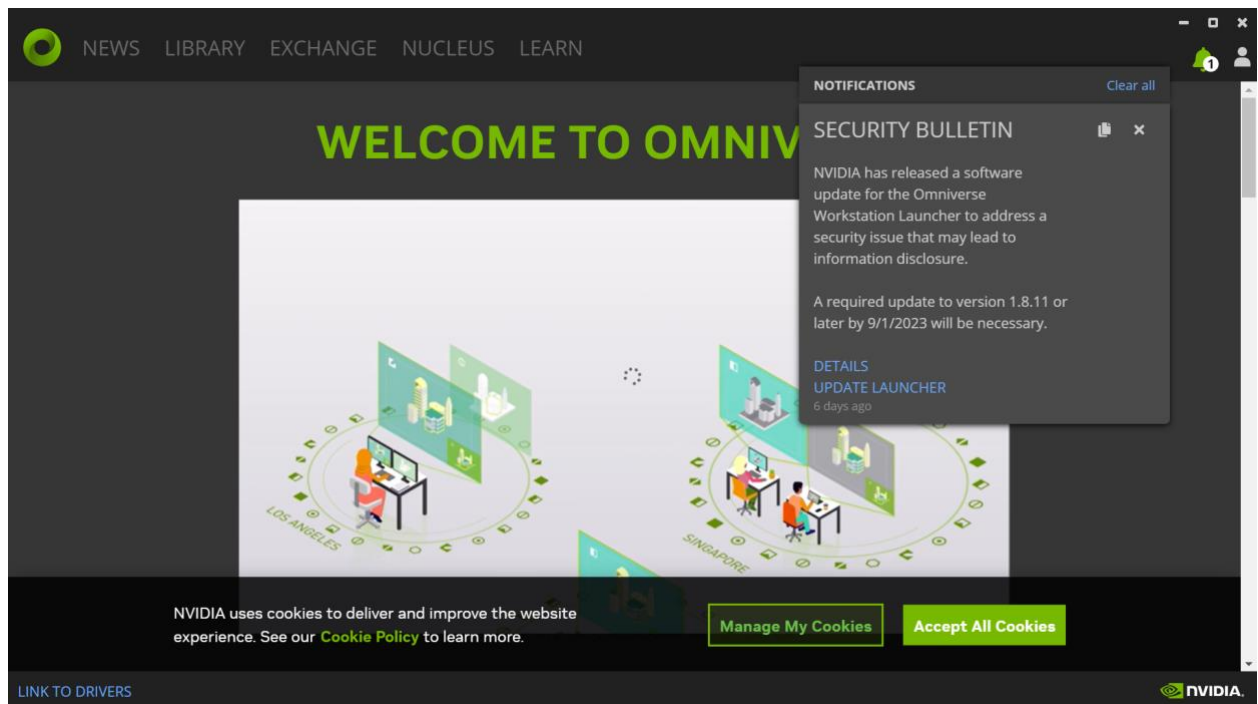 NEWS LIBRARY EXCHANGE NUCLEUS LEARN
1
NOTIFICATIONS Clear all
WELCOME TO OMNIV
SECURITY BULLETIN
NVIDIA has released a software
update for the Omniverse
Workstation Launcher to address a
security issue that may lead to
information disclosure.
A required update to version 1.8.11 or
later by 9/1/2023 will be necessary.
DETAILS
UPDATE LAUNCHER
6 days ago
LOS ANGELES
SINGAPORE
NVIDIA uses cookies to deliver and improve the website
experience. See our Cookie Policy to learn more.
Manage My Cookies
Accept All Cookies
LINK TO DRIVERS
NVIDIA.